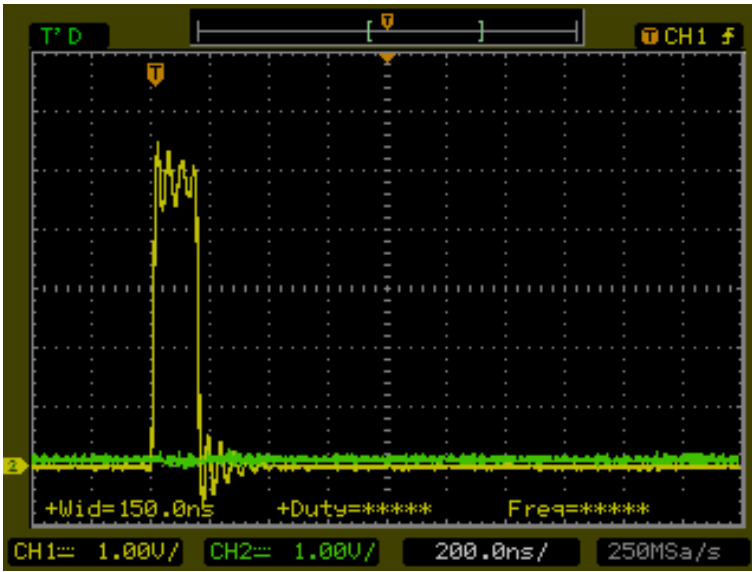 T
T'D
T CH1
T
2
+Wid=150.0ns +Duty=***** Freq=*****
CH1 1.00V/ CH2 1.00V/ 200.0ns/ 250MSa/s